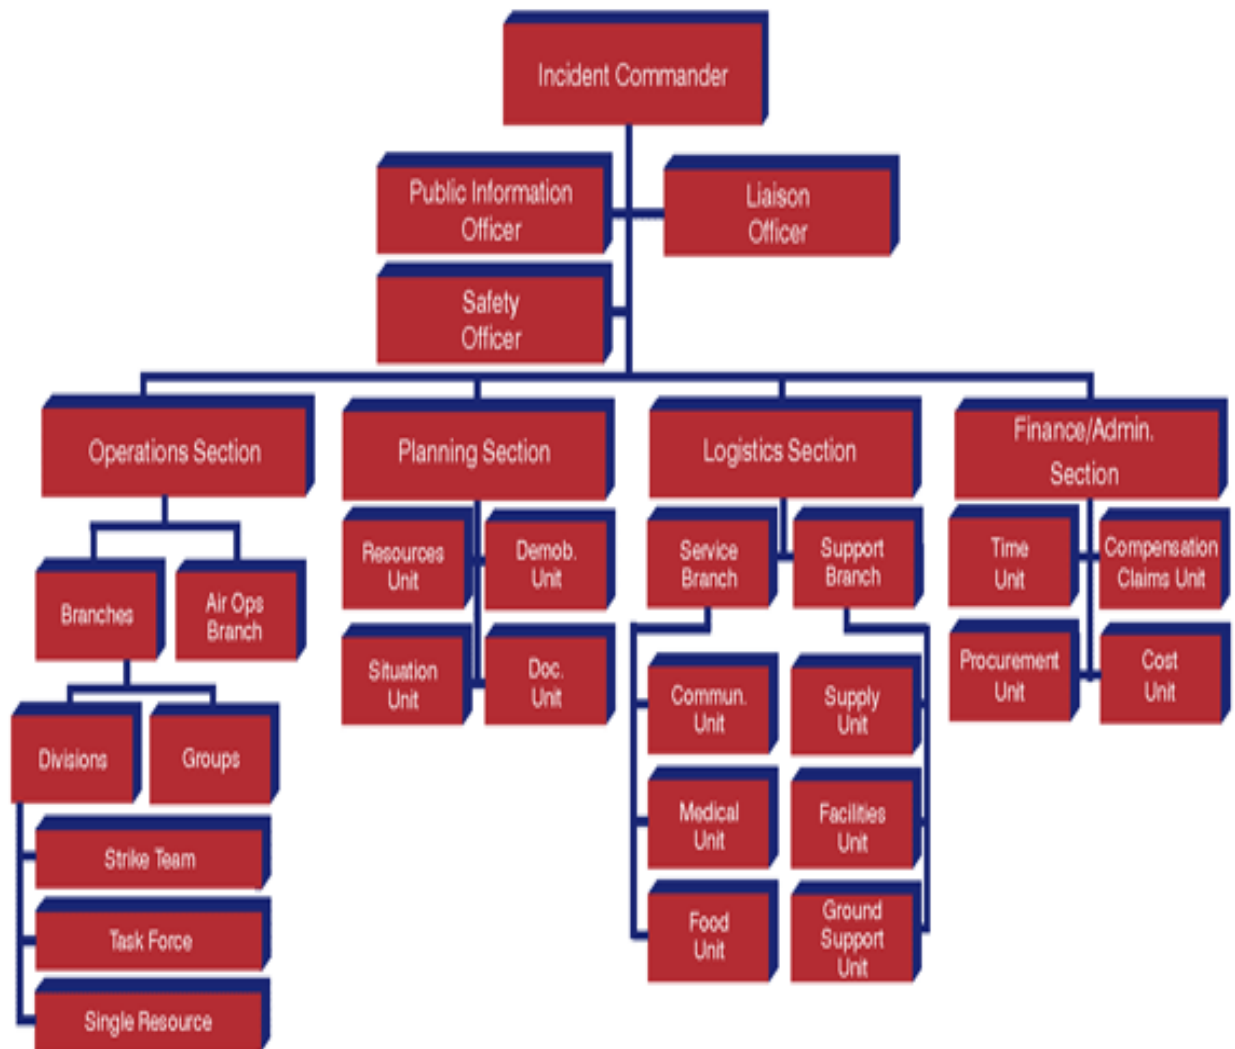 Incident Commander
Public Information
Officer
Liaison
Officer
Safety
Officer
Operations Section
Planning Section
Logistics Section
Finance/Admin.
Section
Resources
Unit
Demob.
Unit
Service
Branch
Support
Branch
Time
Unit
Compensation
Claims Unit
Branches
Air Ops
Branch
Situation
Unit
Doc.
Unit
Procurement
Unit
Cost
Unit
Commun.
Unit
Supply
Unit
Divisions
Groups
Medical
Unit
Facilities
Unit
Strike Team
Task Force
Food
Unit
Ground
Support
Unit
Single Resource